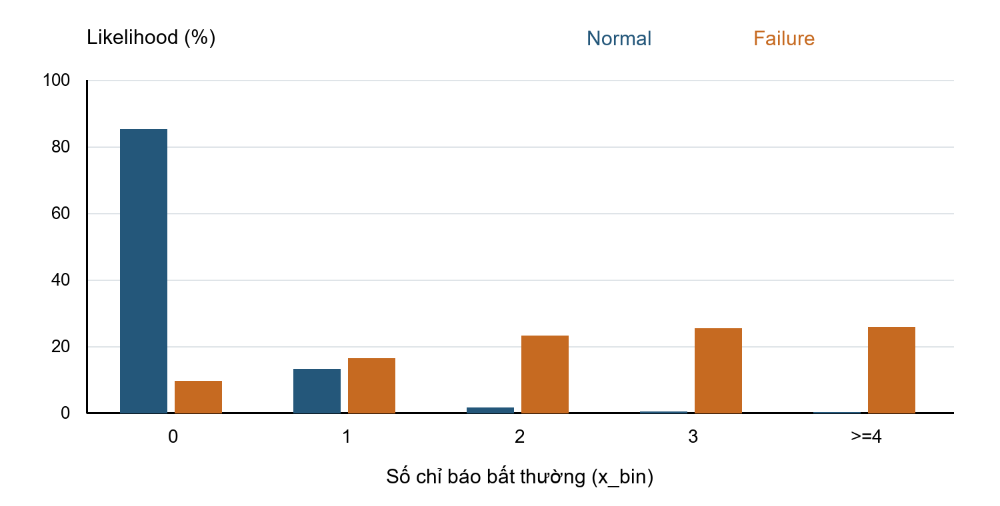 Likelihood (%)
Normal
Failure
100
80
60
40
20
0
0
1
2
3
>=4
Số chỉ báo bất thường (x_bin)